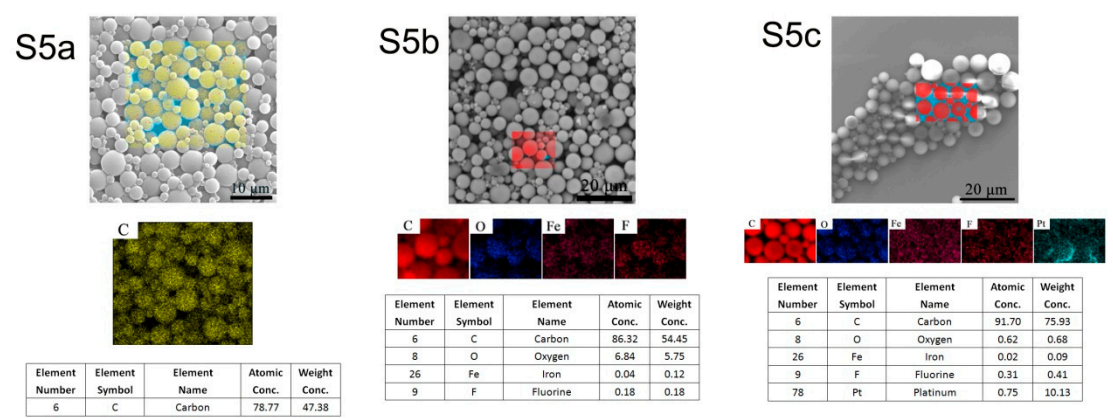 S5a
10 µm
C
Element Number Element Symbol Element Name Atomic Conc. Weight Conc.
6 C Carbon 78.77 47.38
S5b
20 µm
C O Fe F
Element Number Element Symbol Element Name Atomic Conc. Weight Conc.
6 C Carbon 86.32 54.45
8 O Oxygen 6.84 5.75
26 Fe Iron 0.04 0.12
9 F Fluorine 0.18 0.18
S5c
20 µm
C O Fe F Pt
Element Number Element Symbol Element Name Atomic Conc. Weight Conc.
6 C Carbon 91.70 75.93
8 O Oxygen 0.62 0.68
26 Fe Iron 0.02 0.09
9 F Fluorine 0.31 0.41
78 Pt Platinum 0.75 10.13